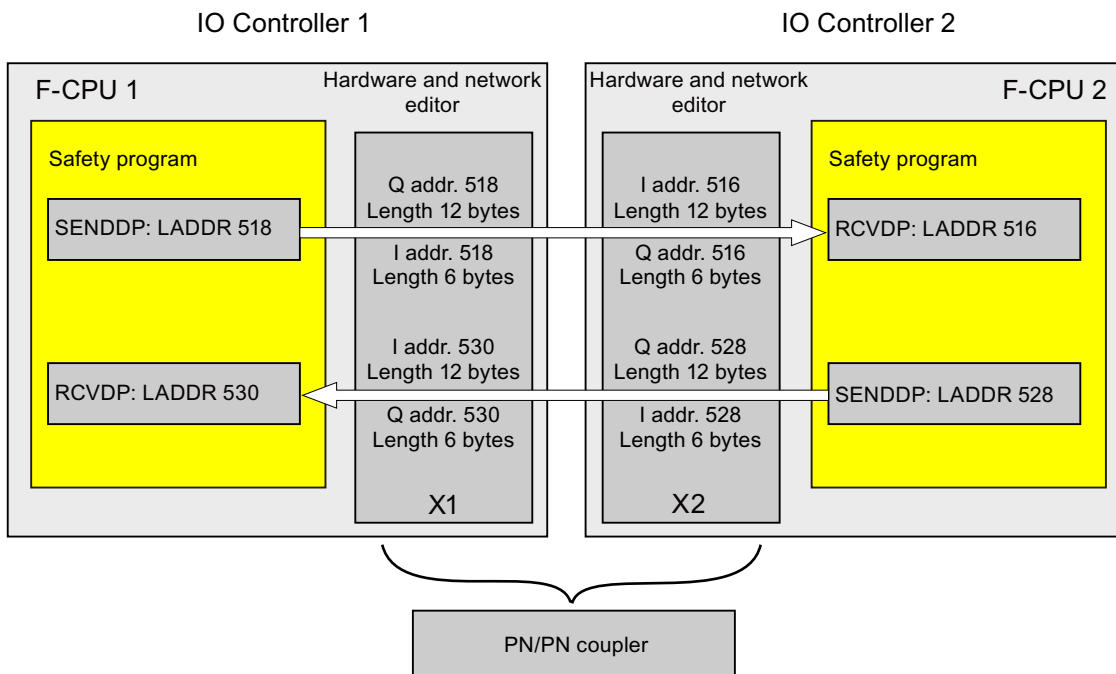 IO Controller 1
IO Controller 2
F-CPU 1
Hardware and network
editor
Safety program
SENDDP: LADDR 518
RCVDP: LADDR 530
Q addr. 518
Length 12 bytes
I addr. 518
Length 6 bytes
I addr. 530
Length 12 bytes
Q addr. 530
Length 6 bytes
X1
Hardware and network
editor
F-CPU 2
I addr. 516
Length 12 bytes
Q addr. 516
Length 6 bytes
Q addr. 528
Length 12 bytes
I addr. 528
Length 6 bytes
X2
Safety program
RCVDP: LADDR 516
SENDDP: LADDR 528
PN/PN coupler